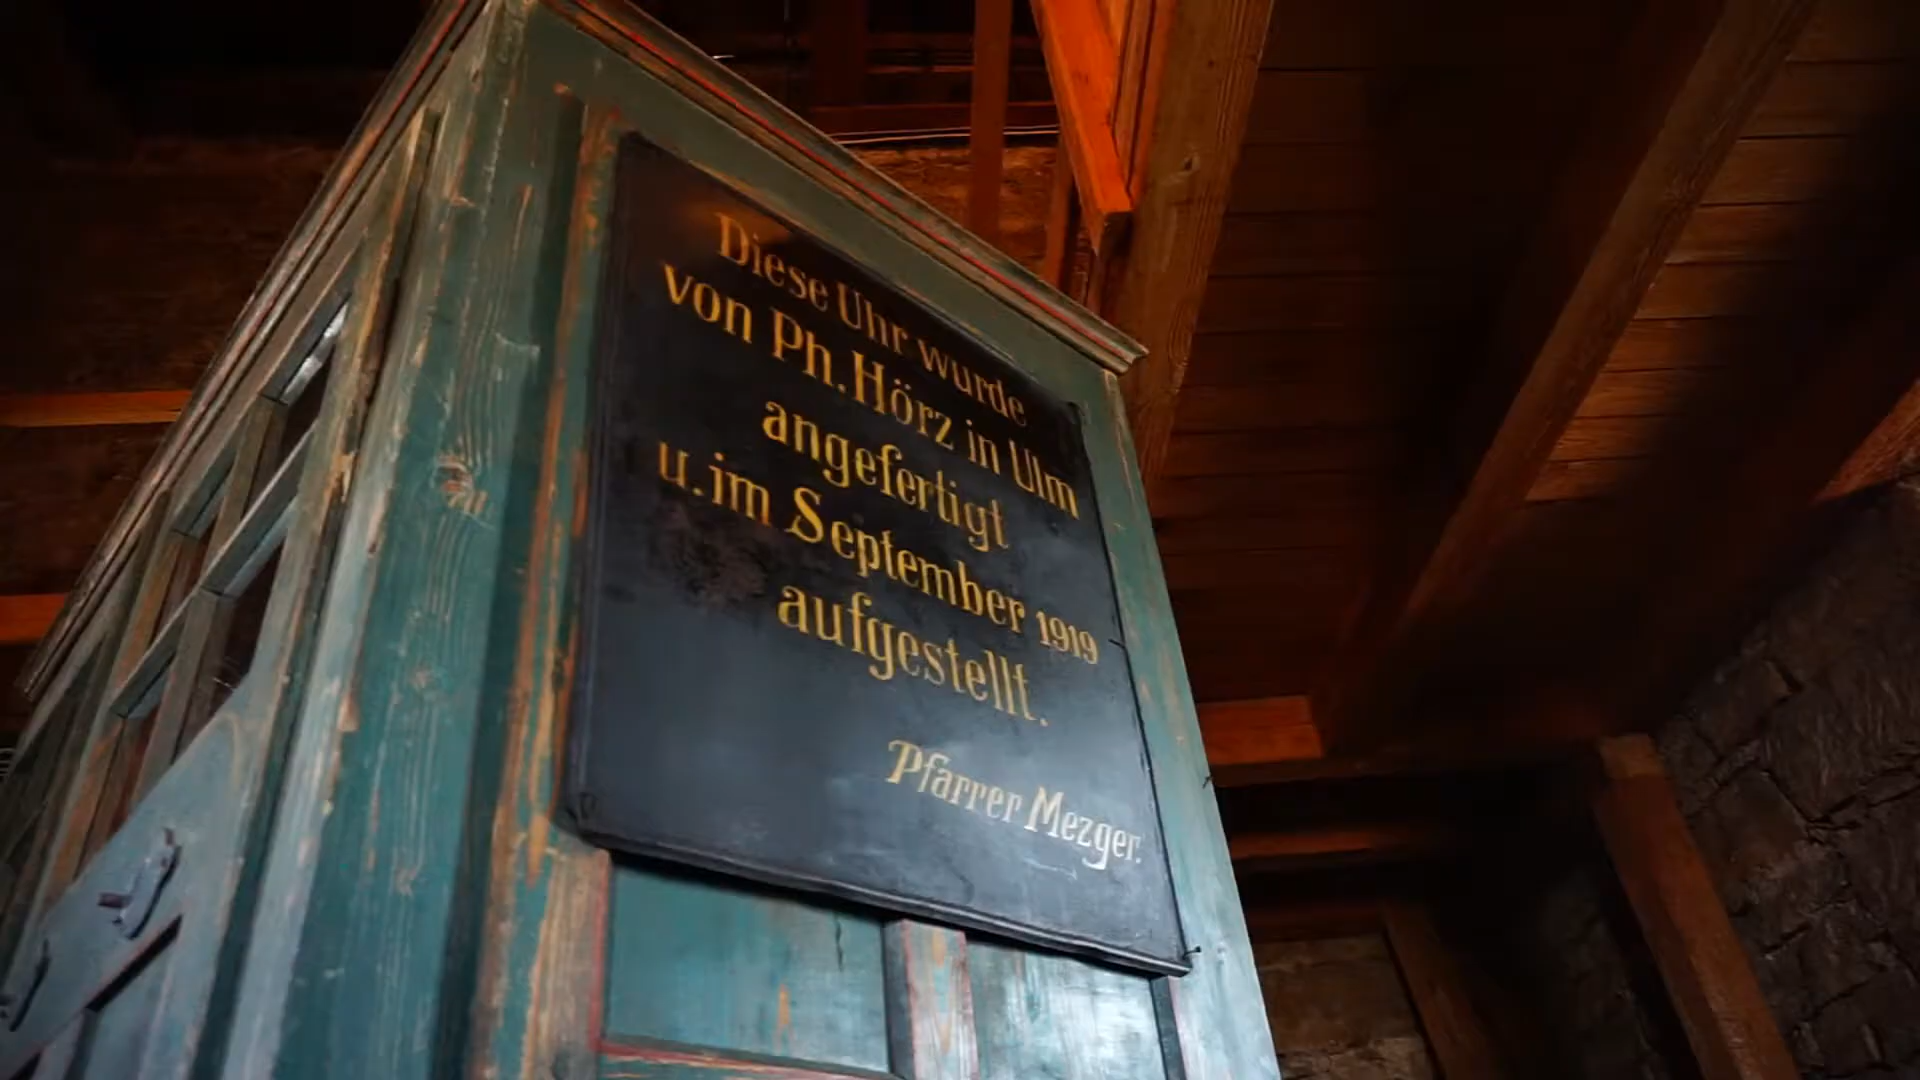 Diese Uhr wurde
von Ph. Hörz in Ulm
angefertigt
u. im September 1919
aufgestellt.
Pfarrer Mezger.